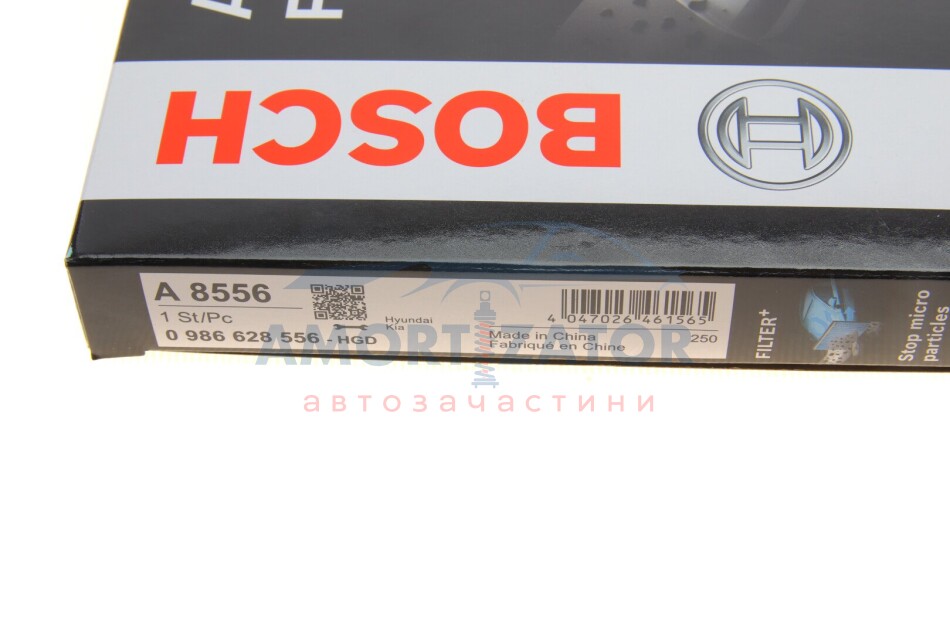 BOSCH
A 8556
1 St/Pc
0 986 628 556 - HGD
Hyundai
Kia
4 047026 461565
Made in China
Fabriqué en Chine
250
FILTER+
Stop micro
particles
AMORTIZATOR
автозачастини